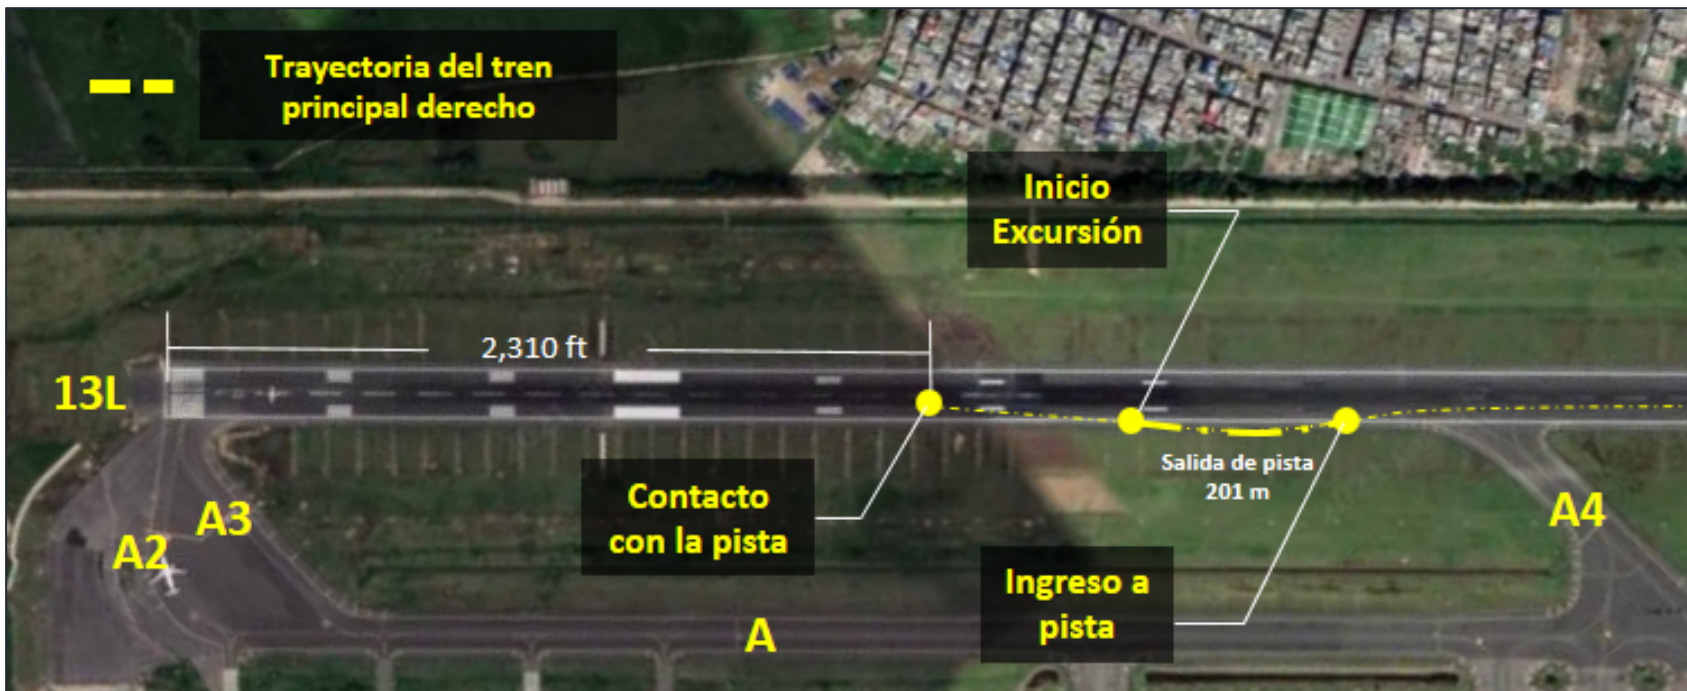 Trayectoria del tren
principal derecho
Inicio
Excursión
2,310 ft
13L
Salida de pista
201 m
Contacto
con la pista
A3
A2
A4
Ingreso a
pista
A